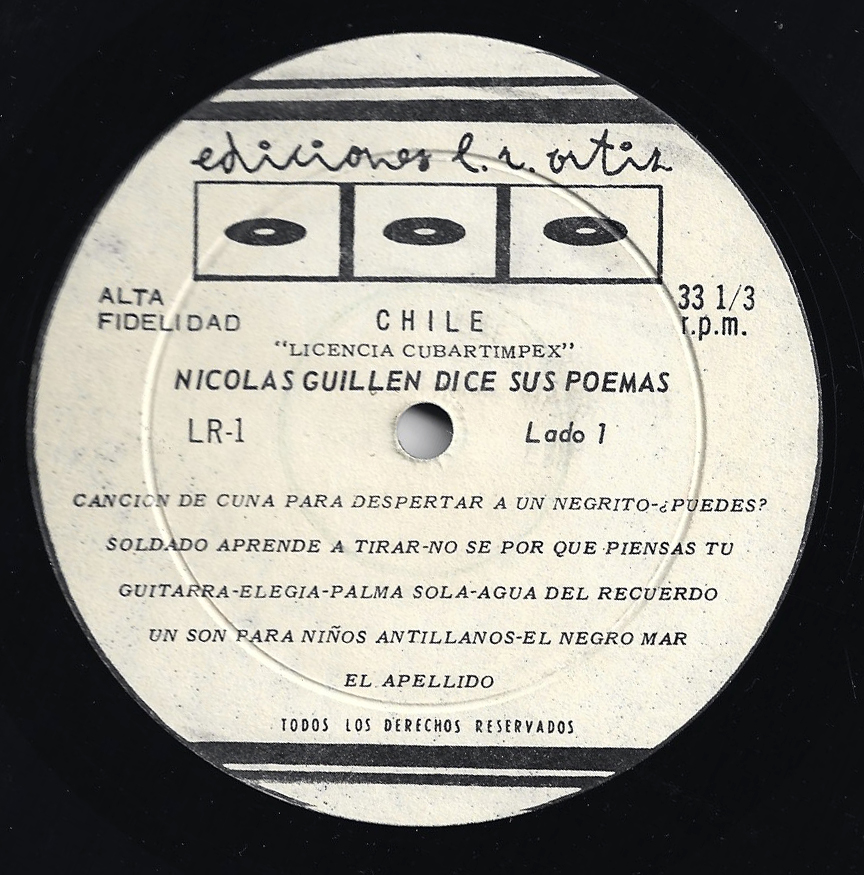 ediciones l. r. ortiz
ALTA
FIDELIDAD
33 1/3
r.p.m.
CHILE
"LICENCIA CUBARTIMPEX"
NICOLAS GUILLEN DICE SUS POEMAS
LR-1
Lado 1
CANCION DE CUNA PARA DESPERTAR A UN NEGRITO-¿PUEDES?
SOLDADO APRENDE A TIRAR-NO SE POR QUE PIENSAS TU
GUITARRA-ELEGIA-PALMA SOLA-AGUA DEL RECUERDO
UN SON PARA NIÑOS ANTILLANOS-EL NEGRO MAR
EL APELLIDO
TODOS LOS DERECHOS RESERVADOS